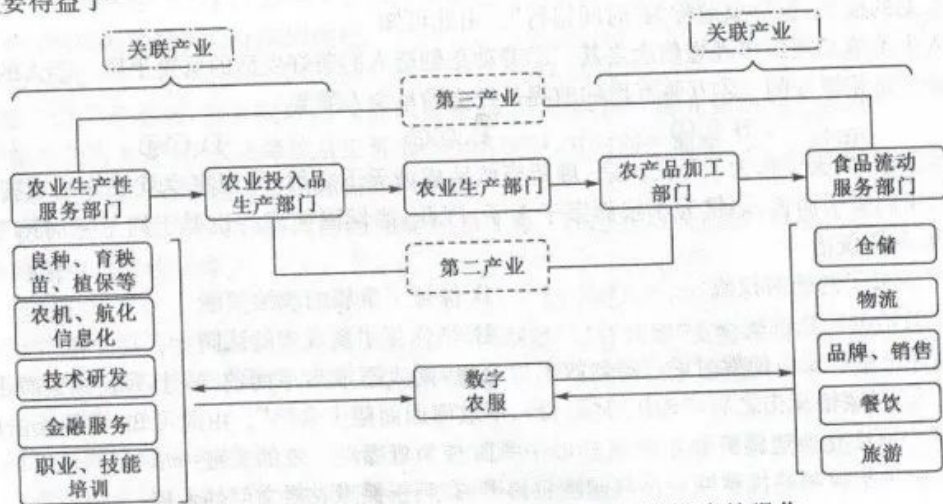 要得益于
关联产业
关联产业
第三产业
农业生产性
服务部门
农业投入品
生产部门
农业生产部门
农产品加工
部门
食品流动
服务部门
第二产业
良种、育秧
苗、植保等
农机、航化
信息化
技术研发
金融服务
职业、技能
培训
数字
农服
仓储
物流
品牌、销售
餐饮
旅游